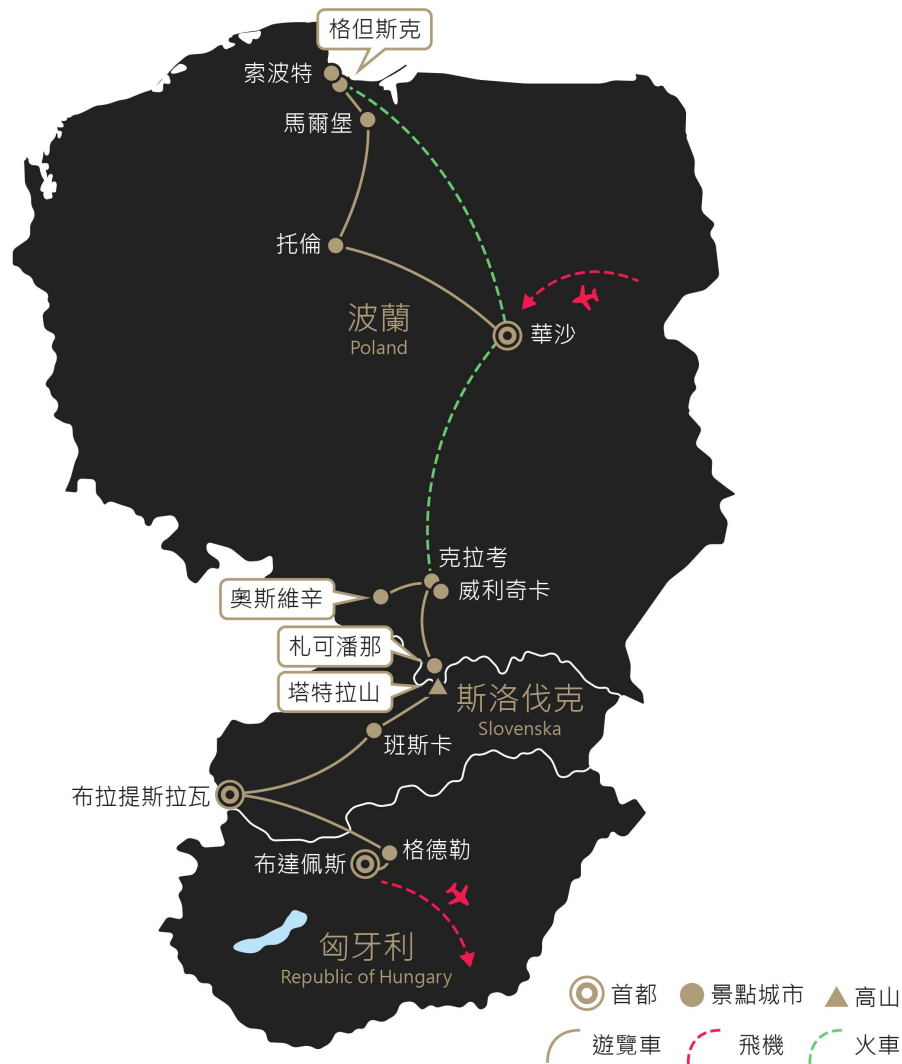 格但斯克
索波特
馬爾堡
托倫
波蘭
Poland
華沙
克拉考
奧斯維辛
威利奇卡
札可潘那
塔特拉山
斯洛伐克
Slovenska
班斯卡
布拉提斯拉瓦
格德勒
布達佩斯
匈牙利
Republic of Hungary
首都
景點城市
高山
遊覽車
飛機
火車